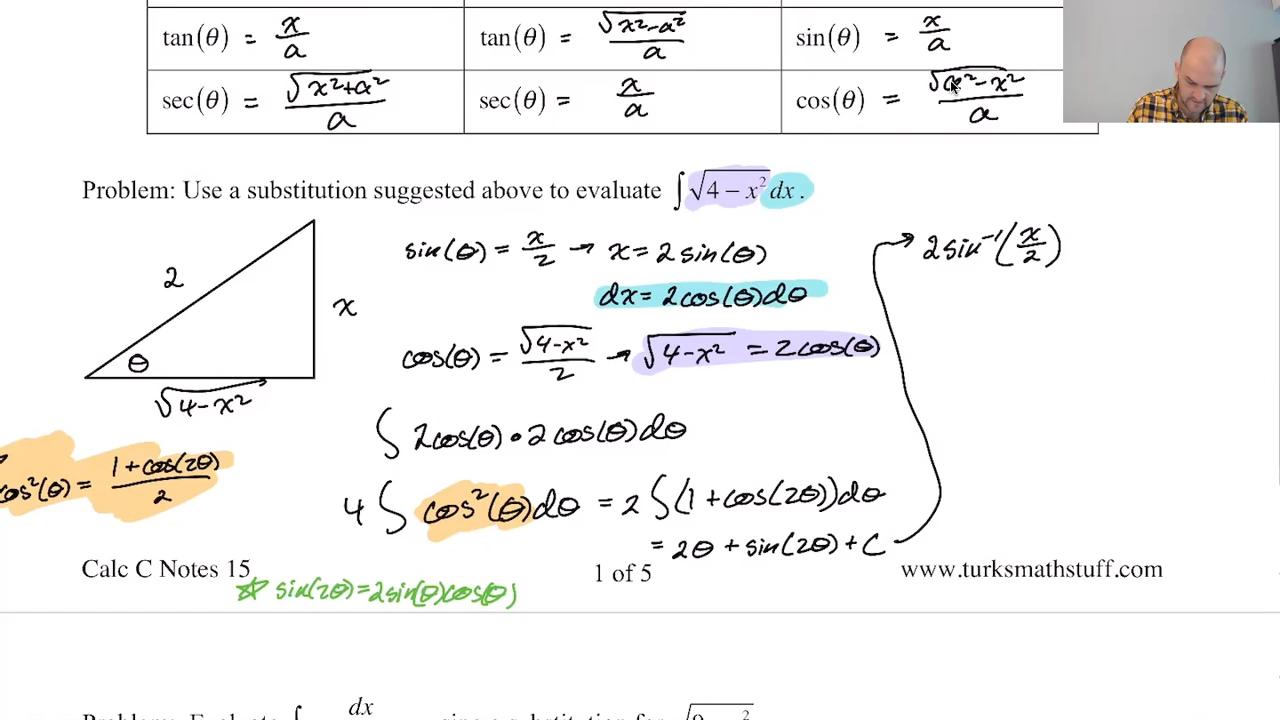 tan(θ) = x/a
tan(θ) = √(x²-a²)/a
sin(θ) = x/a
sec(θ) = √(x²+a²)/a
sec(θ) = x/a
cos(θ) = √(a²-x²)/a
Problem: Use a substitution suggested above to evaluate ∫√(4 - x²) dx.
2
x
θ
√(4-x²)
sin(θ) = x/2 → x = 2 sin(θ)
dx = 2cos(θ)dθ
cos(θ) = √(4-x²)/2 → √(4-x²) = 2cos(θ)
∫ 2cos(θ) • 2cos(θ)dθ
cos²(θ) = (1+cos(2θ))/2
4 ∫ cos²(θ)dθ = 2 ∫(1+cos(2θ))dθ
= 2θ + sin(2θ) + C
2sin⁻¹(x/2)
Calc C Notes 15
1 of 5
www.turksmathstuff.com
☆ sin(2θ)=2sin(θ)cos(θ)
dx